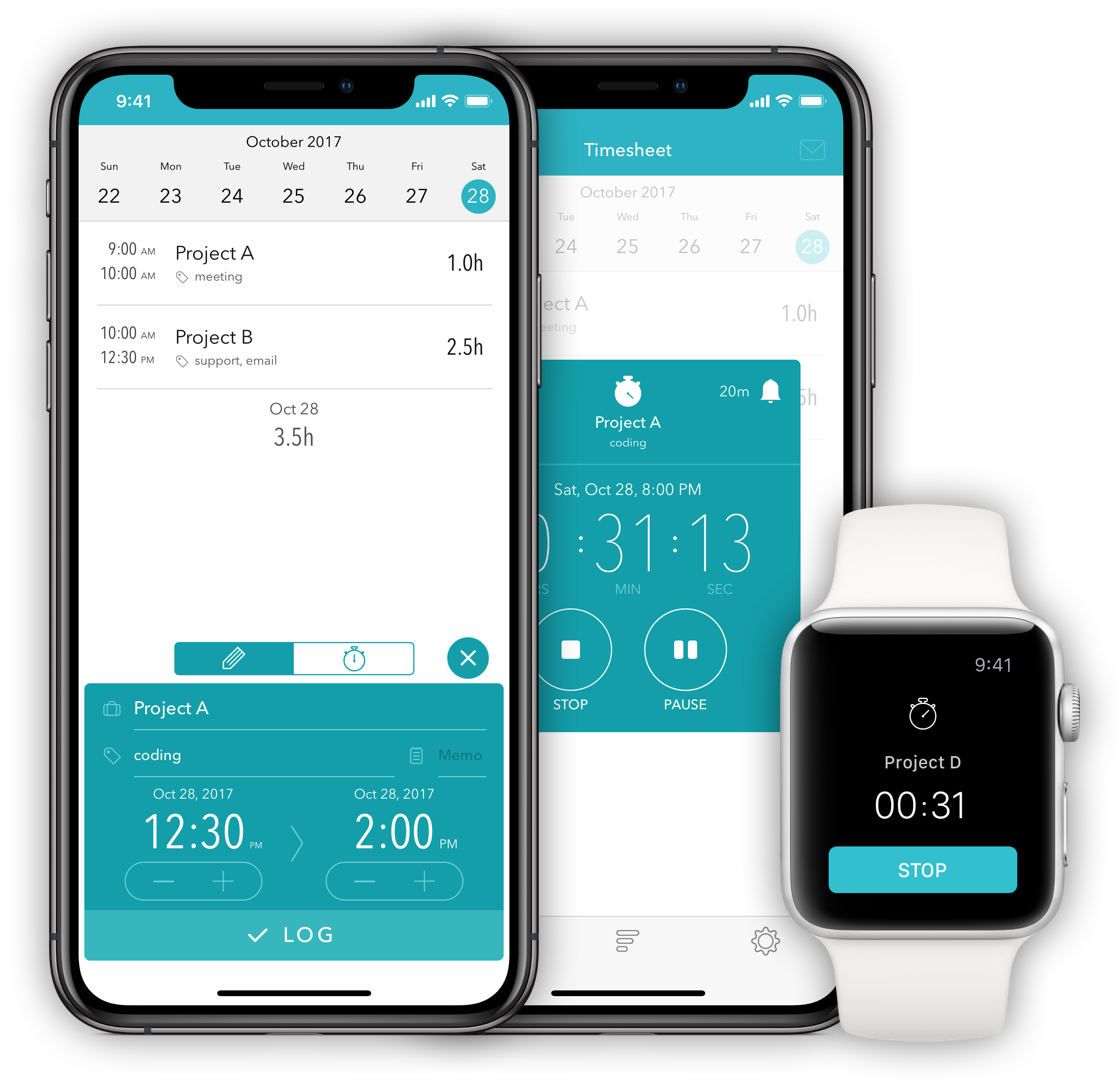 9:41
October 2017
Sun Mon Tue Wed Thu Fri Sat
22 23 24 25 26 27 28
9:00 AM
10:00 AM
Project A
meeting
1.0h
10:00 AM
12:30 PM
Project B
support, email
2.5h
Oct 28
3.5h
Project A
coding
Memo
Oct 28, 2017
12:30 PM
Oct 28, 2017
2:00 PM
LOG
Timesheet
October 2017
Tue Wed Thu Fri Sat
24 25 26 27 28
ect A
eeting
1.0h
5h
20m
Project A
coding
Sat, Oct 28, 8:00 PM
0 : 31 : 13
RS MIN SEC
STOP PAUSE
9:41
Project D
00:31
STOP